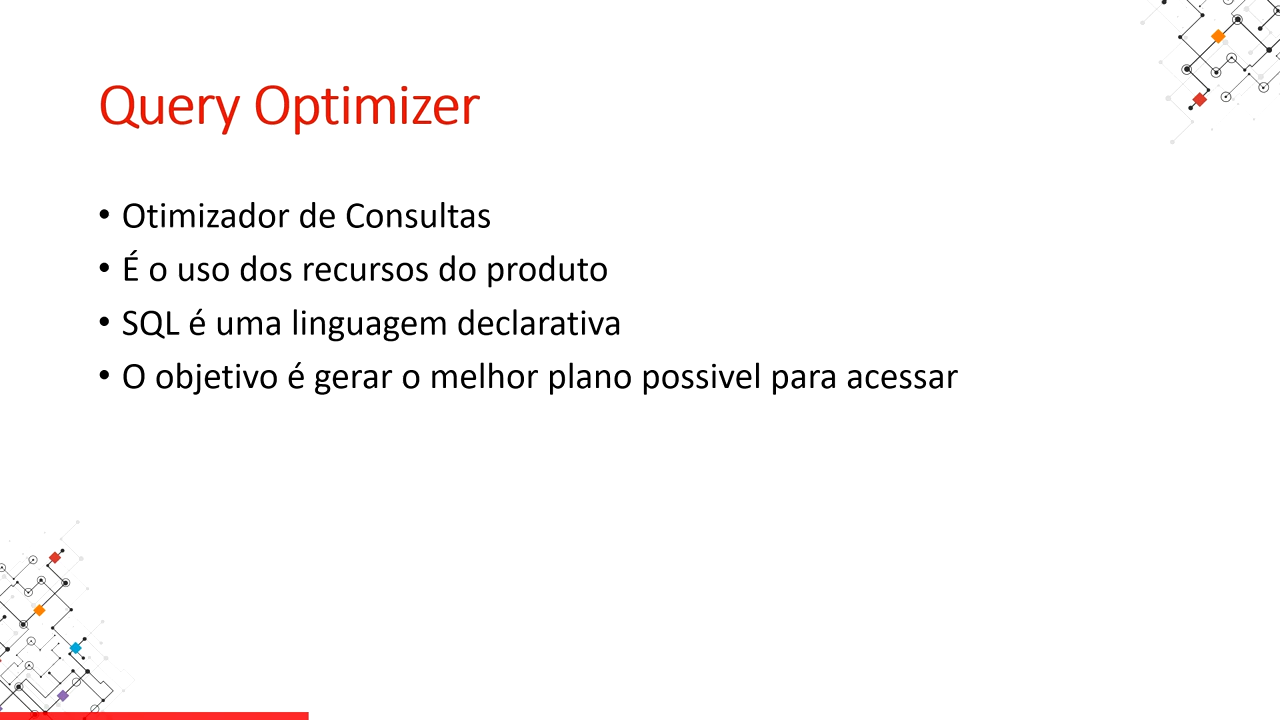 Query Optimizer
• Otimizador de Consultas
• É o uso dos recursos do produto
• SQL é uma linguagem declarativa
• O objetivo é gerar o melhor plano possivel para acessar